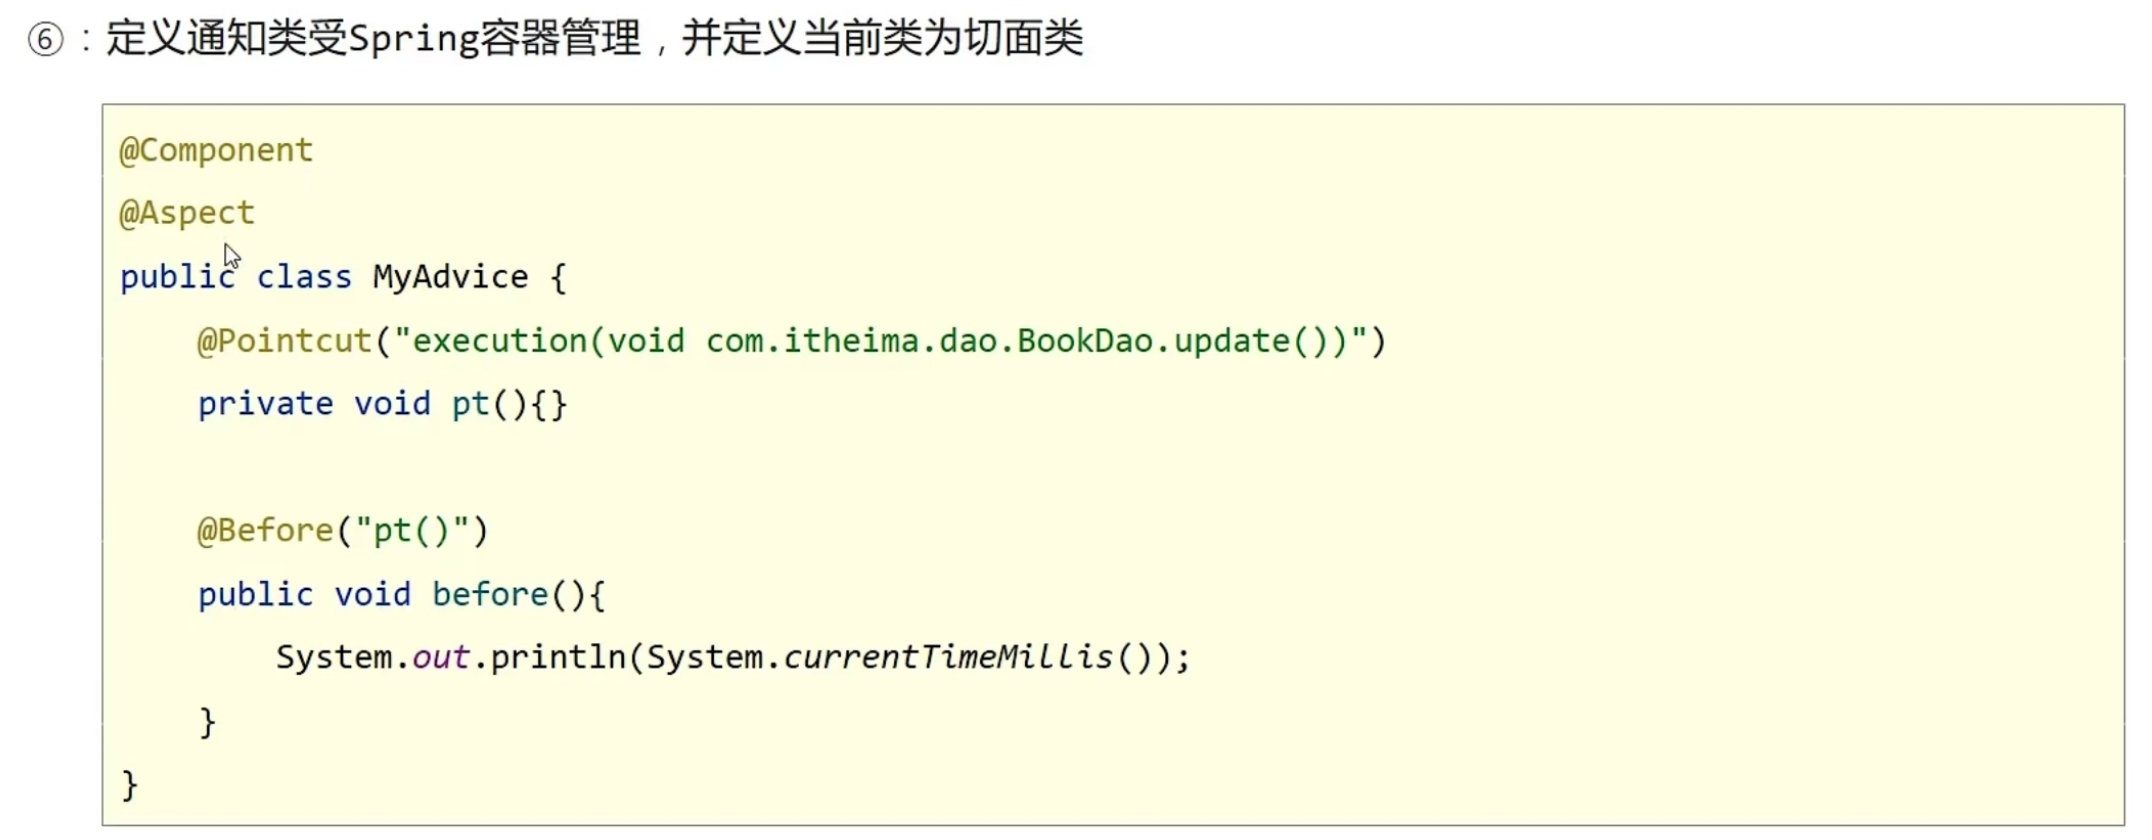 ⑥：定义通知类受Spring容器管理，并定义当前类为切面类
@Component
@Aspect
public class MyAdvice {
    @Pointcut("execution(void com.itheima.dao.BookDao.update())")
    private void pt(){}
    @Before("pt()")
    public void before(){
        System.out.println(System.currentTimeMillis());
    }
}